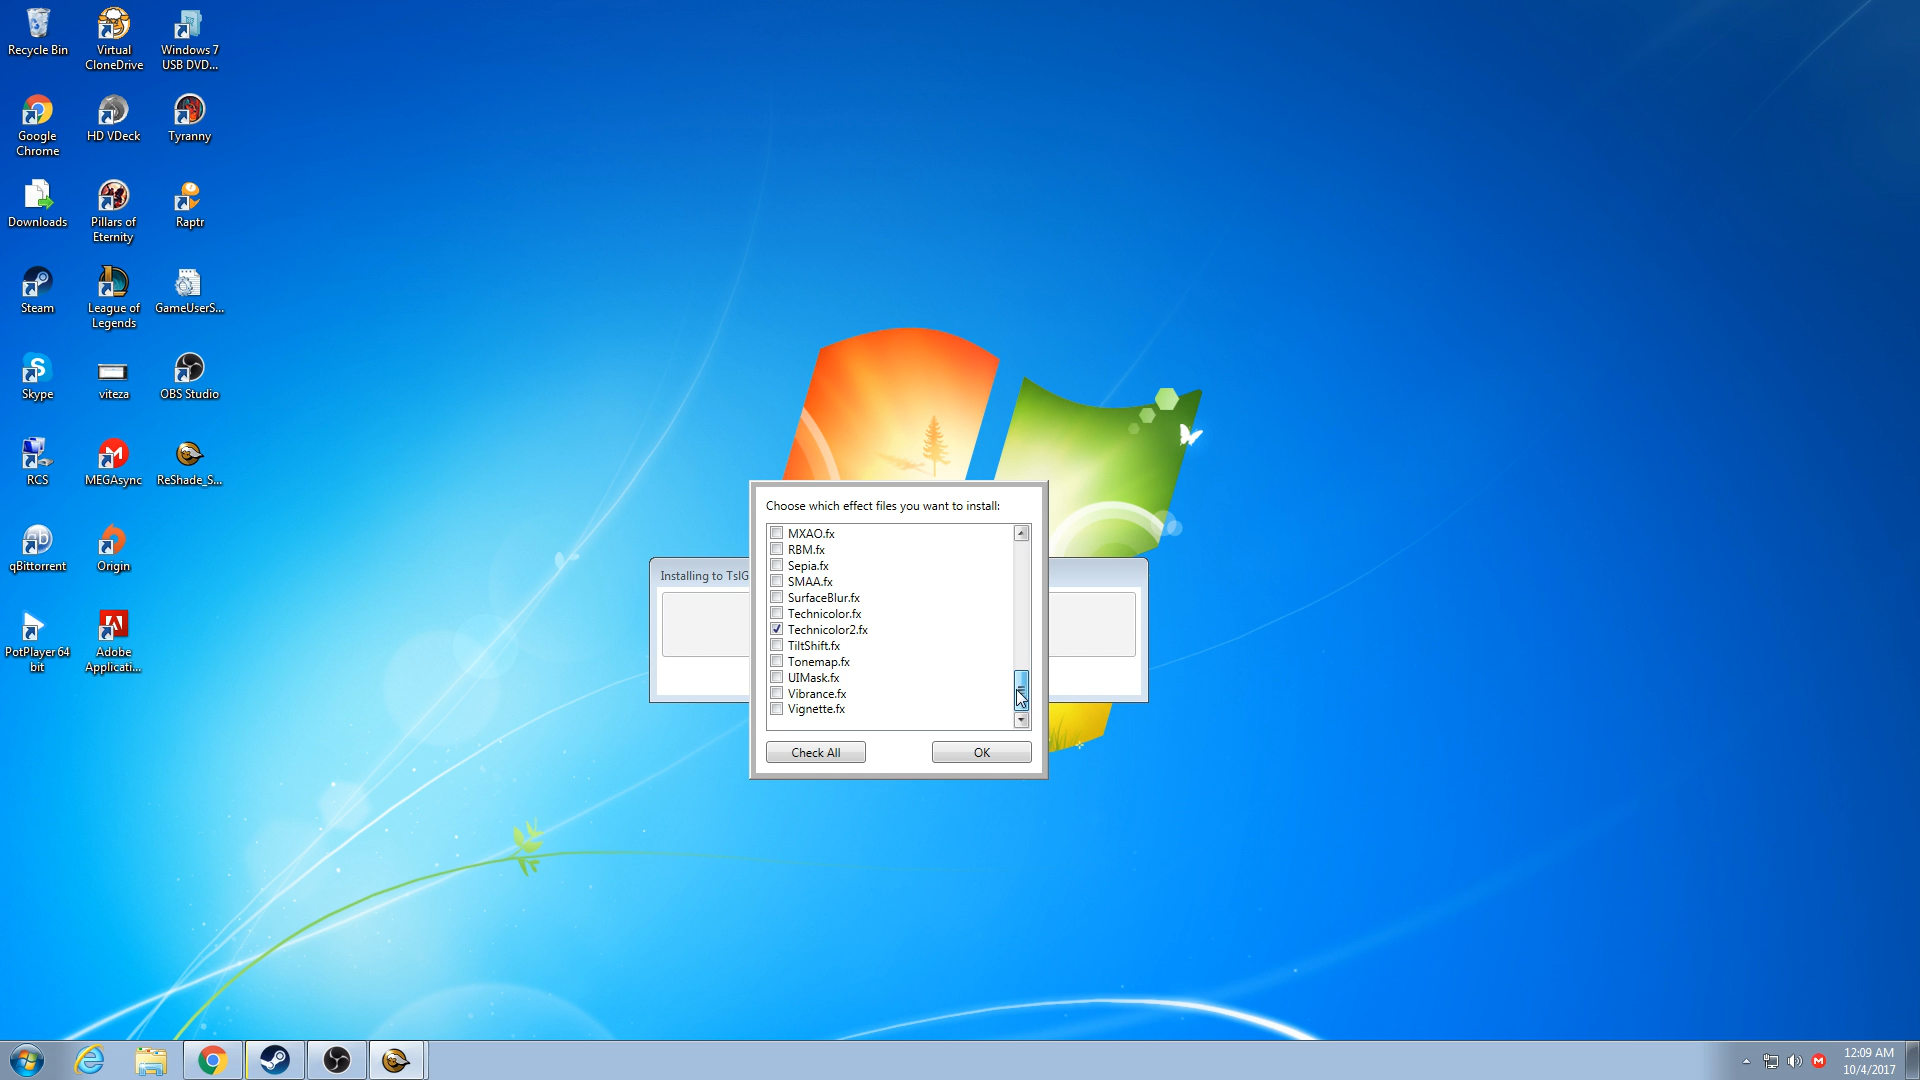 Recycle Bin
Virtual
CloneDrive
Windows 7
USB DVD...
Google
Chrome
HD VDeck
Tyranny
Downloads
Pillars of
Eternity
Raptr
Steam
League of
Legends
GameUserS...
Skype
viteza
OBS Studio
RCS
MEGAsync
ReShade_S...
qBittorrent
Origin
PotPlayer 64
bit
Adobe
Applicati...
Installing to TslG
Choose which effect files you want to install:
MXAO.fx
RBM.fx
Sepia.fx
SMAA.fx
SurfaceBlur.fx
Technicolor.fx
Technicolor2.fx
TiltShift.fx
Tonemap.fx
UIMask.fx
Vibrance.fx
Vignette.fx
Check All
OK
12:09 AM
10/4/2017